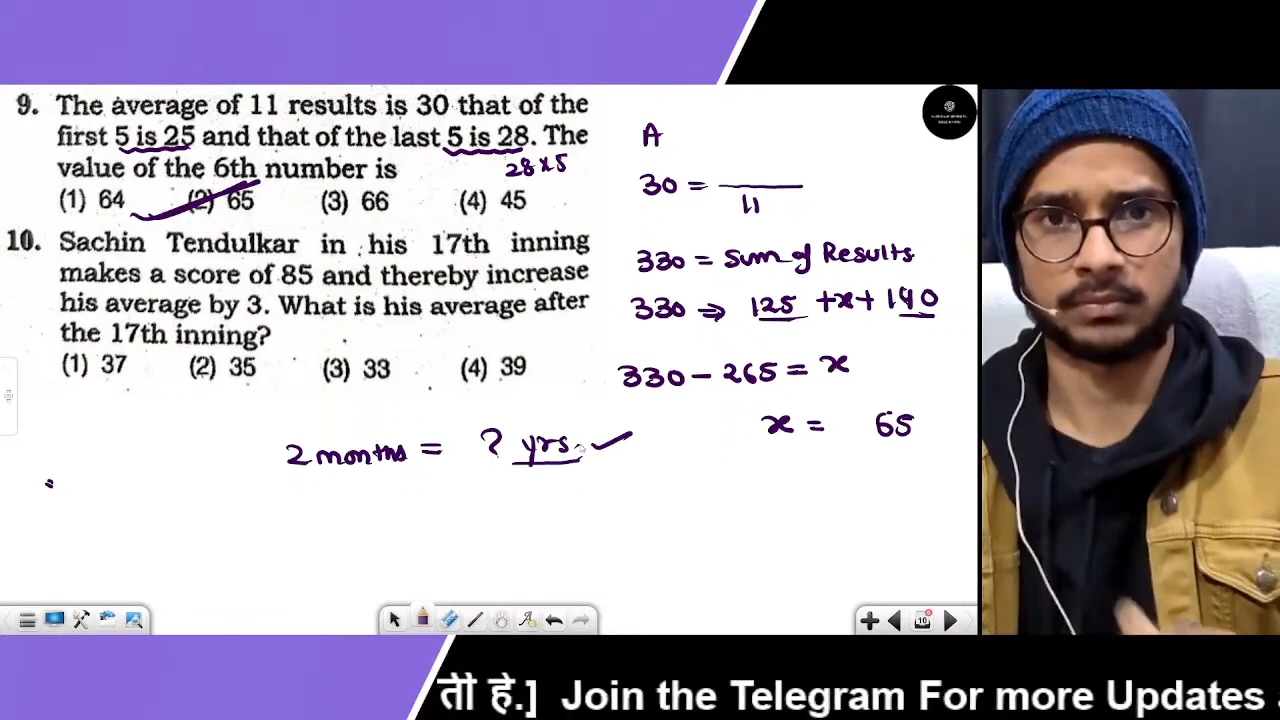 9. The average of 11 results is 30 that of the
first 5 is 25 and that of the last 5 is 28. The
value of the 6th number is
28 x 5
(1) 64 (2) 65 (3) 66 (4) 45
10. Sachin Tendulkar in his 17th inning
makes a score of 85 and thereby increase
his average by 3. What is his average after
the 17th inning?
(1) 37 (2) 35 (3) 33 (4) 39
2 months = ? yrs.
=
A
30 = ____
11
330 = Sum of Results
330 ⇒ 125 + x + 140
330 - 265 = x
x = 65
10
ती हे.] Join the Telegram For more Updates